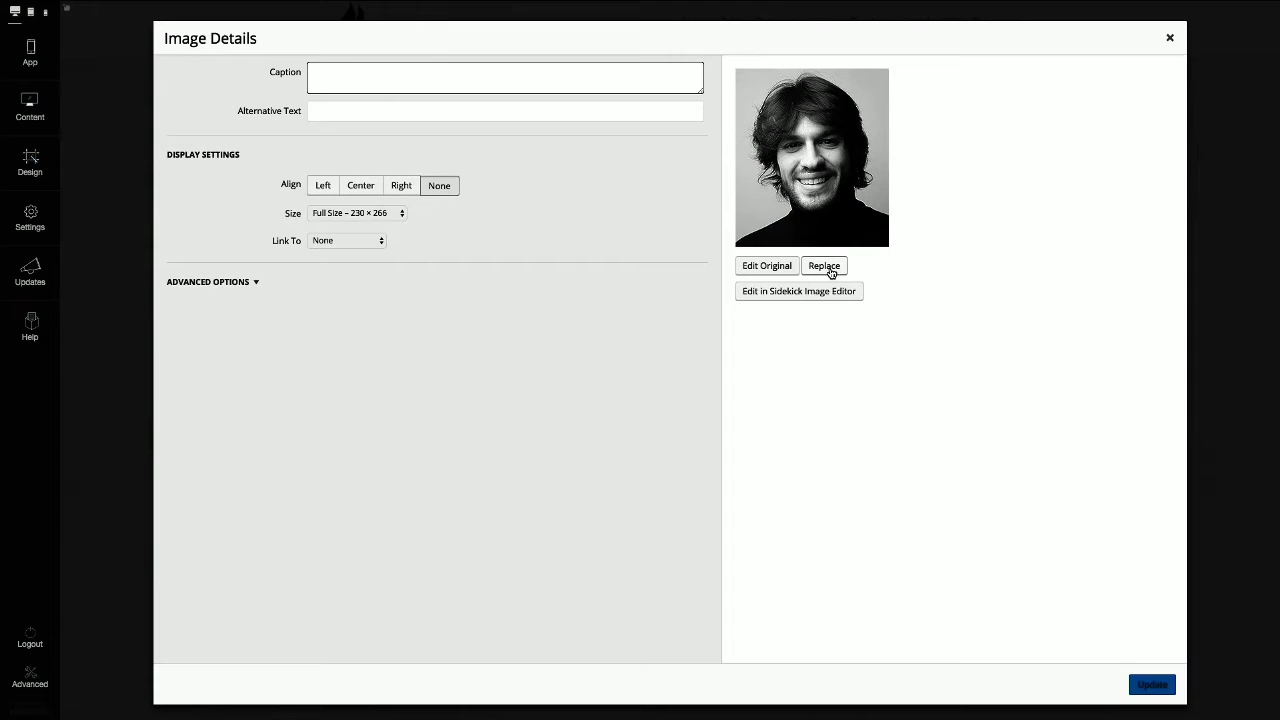 Image Details
×
Caption
Alternative Text
DISPLAY SETTINGS
Align Left Center Right None
Size Full Size – 230 × 266
Link To None
ADVANCED OPTIONS
Edit Original Replace
Edit in Sidekick Image Editor
Update
App
Content
Design
Settings
Updates
Help
Logout
Advanced